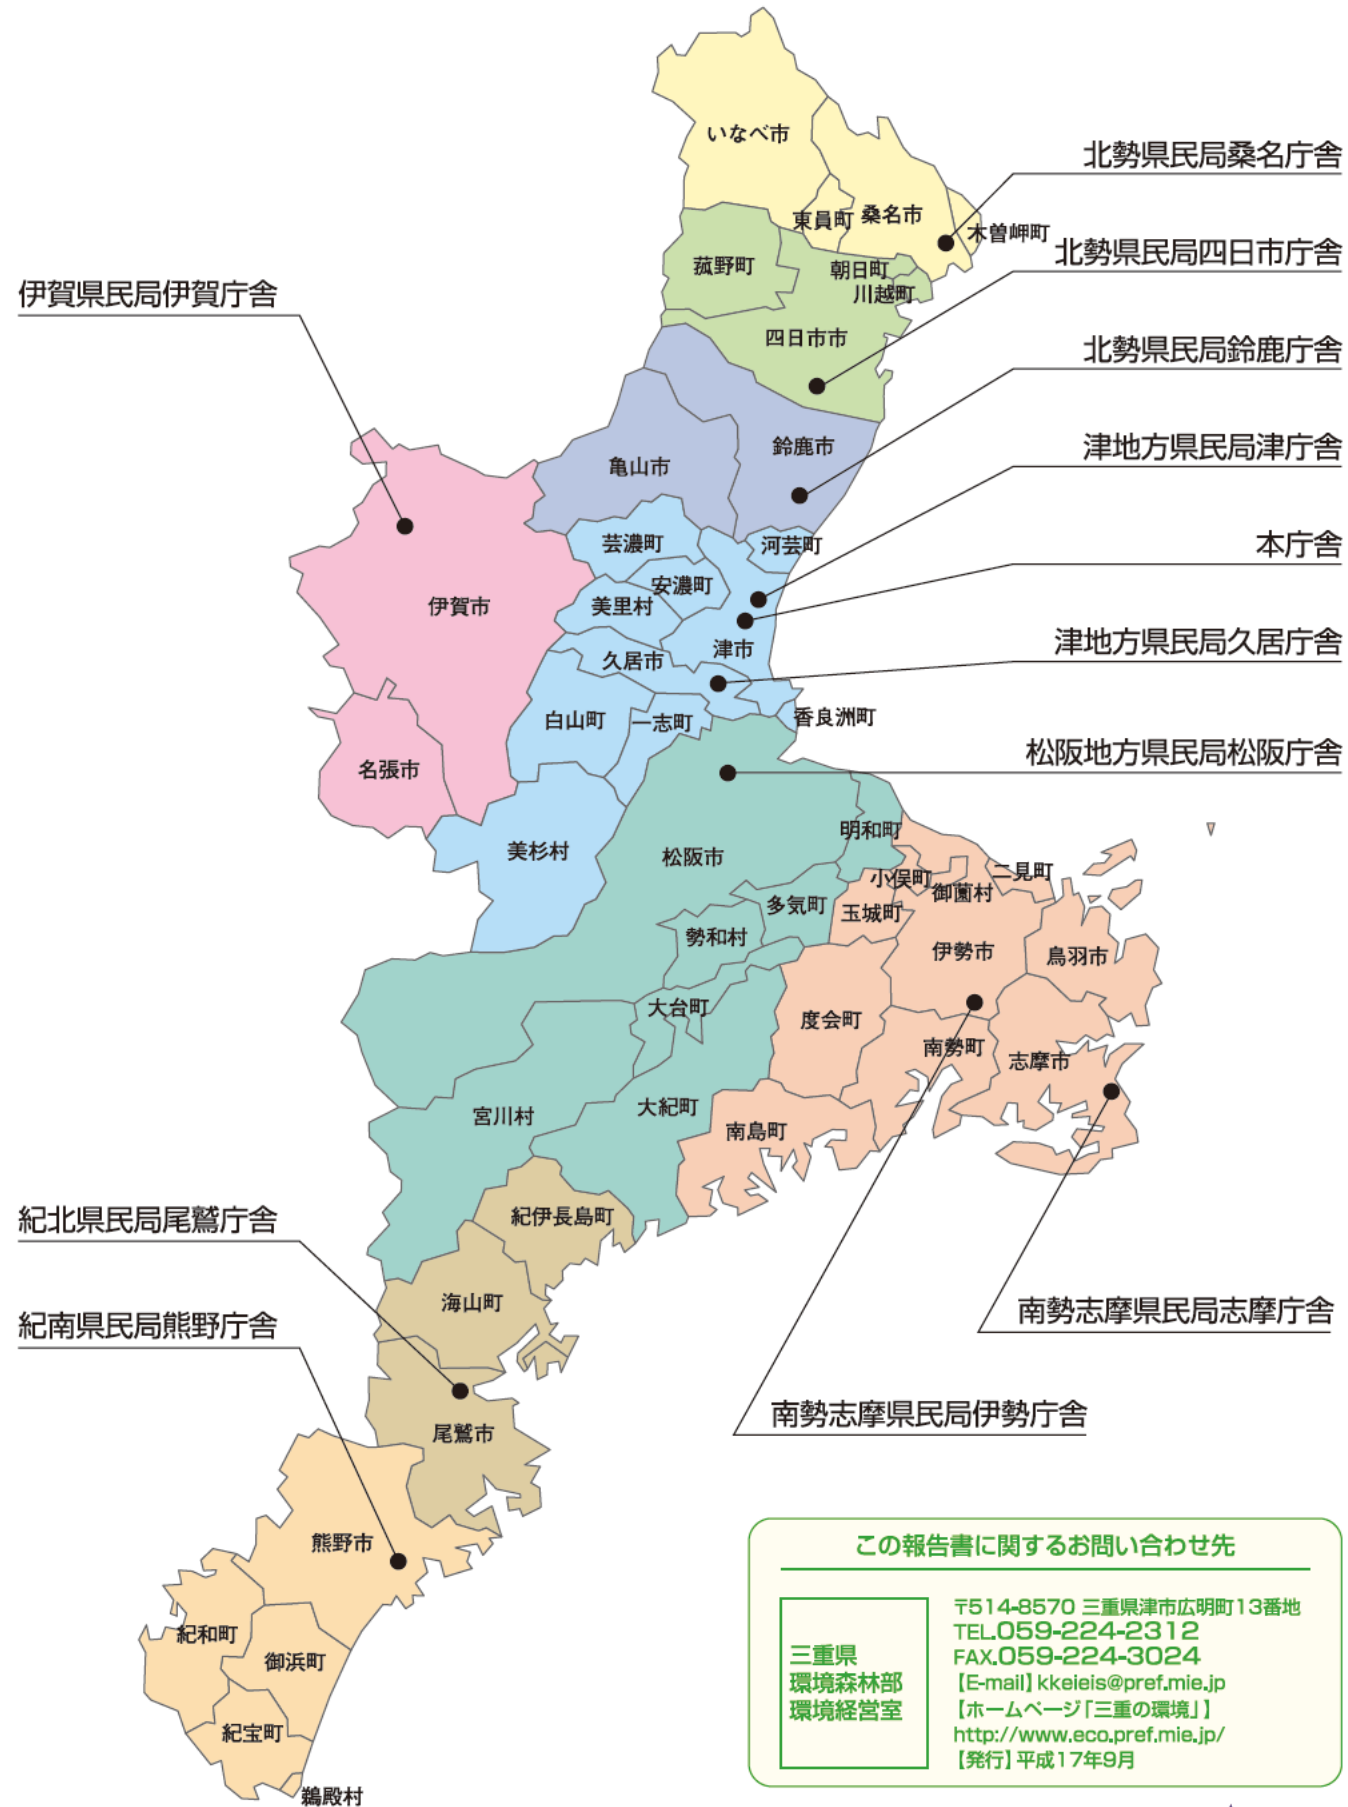 いなべ市
北勢県民局桑名庁舎
東員町
桑名市
木曽岬町
北勢県民局四日市庁舎
菰野町
朝日町
川越町
伊賀県民局伊賀庁舎
四日市市
北勢県民局鈴鹿庁舎
鈴鹿市
津地方県民局津庁舎
亀山市
芸濃町
河芸町
本庁舎
安濃町
美里村
伊賀市
津市
津地方県民局久居庁舎
久居市
白山町
一志町
香良洲町
松阪地方県民局松阪庁舎
名張市
明和町
美杉村
松阪市
小俣町
二見町
御薗村
多気町
玉城町
勢和村
伊勢市
鳥羽市
大台町
度会町
南勢町
志摩市
宮川村
大紀町
南島町
紀北県民局尾鷲庁舎
紀伊長島町
海山町
南勢志摩県民局志摩庁舎
紀南県民局熊野庁舎
南勢志摩県民局伊勢庁舎
尾鷲市
熊野市
紀和町
御浜町
紀宝町
鵜殿村
この報告書に関するお問い合わせ先
三重県
環境森林部
環境経営室
〒514-8570 三重県津市広明町13番地
TEL.059-224-2312
FAX.059-224-3024
【E-mail】kkeieis@pref.mie.jp
【ホームページ「三重の環境」】
http://www.eco.pref.mie.jp/
【発行】平成17年9月